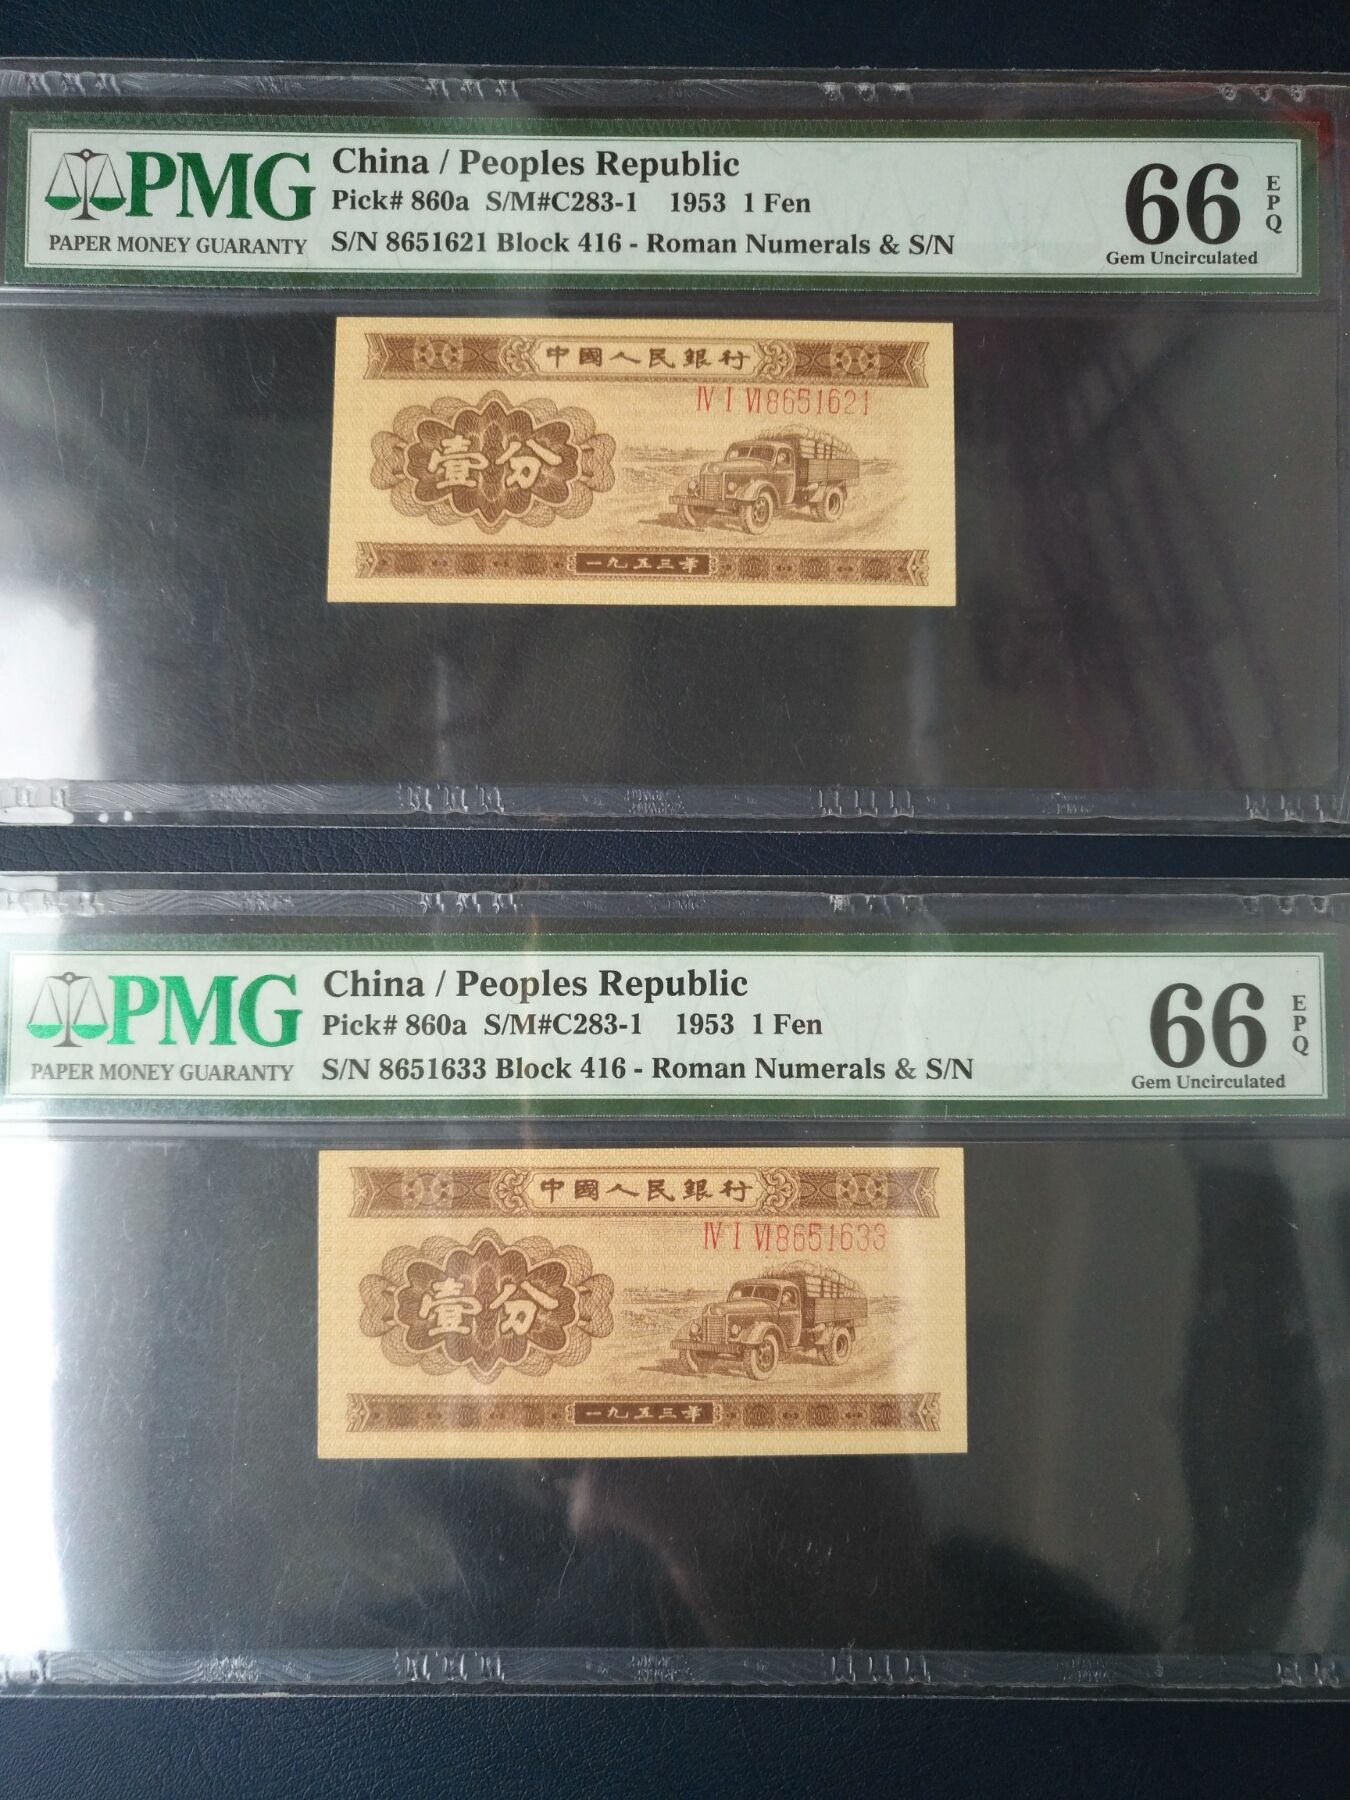 PMG
PAPER MONEY GUARANTY
China / Peoples Republic
Pick# 860a S/M#C283-1 1953 1 Fen
S/N 8651621 Block 416 - Roman Numerals & S/N
66
EPQ
Gem Uncirculated
中國人民銀行
IV I VI 8651621
壹分
一九五三年
PMG
PAPER MONEY GUARANTY
China / Peoples Republic
Pick# 860a S/M#C283-1 1953 1 Fen
S/N 8651633 Block 416 - Roman Numerals & S/N
66
EPQ
Gem Uncirculated
中國人民銀行
IV I VI 8651633
壹分
一九五三年